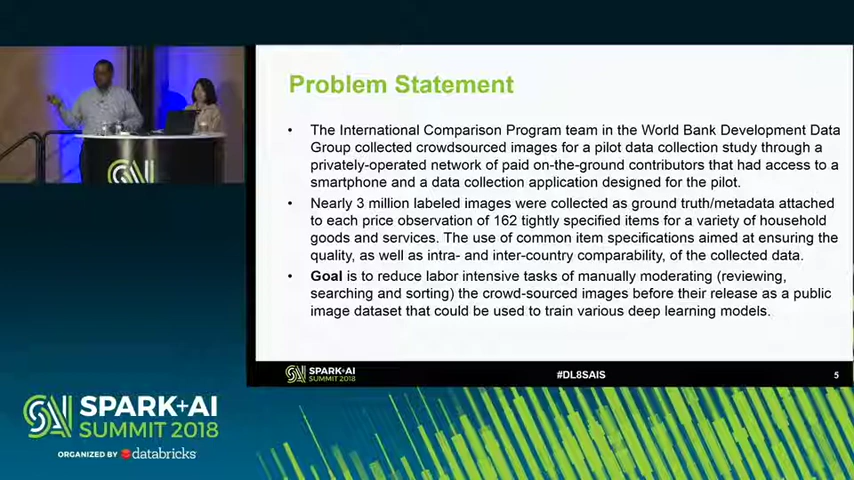 Problem Statement
• The International Comparison Program team in the World Bank Development Data
Group collected crowdsourced images for a pilot data collection study through a
privately-operated network of paid on-the-ground contributors that had access to a
smartphone and a data collection application designed for the pilot.
• Nearly 3 million labeled images were collected as ground truth/metadata attached
to each price observation of 162 tightly specified items for a variety of household
goods and services. The use of common item specifications aimed at ensuring the
quality, as well as intra- and inter-country comparability, of the collected data.
• Goal is to reduce labor intensive tasks of manually moderating (reviewing,
searching and sorting) the crowd-sourced images before their release as a public
image dataset that could be used to train various deep learning models.
SPARK+AI
SUMMIT 2018
#DL8SAIS
5
SPARK+AI
SUMMIT 2018
ORGANIZED BY databricks